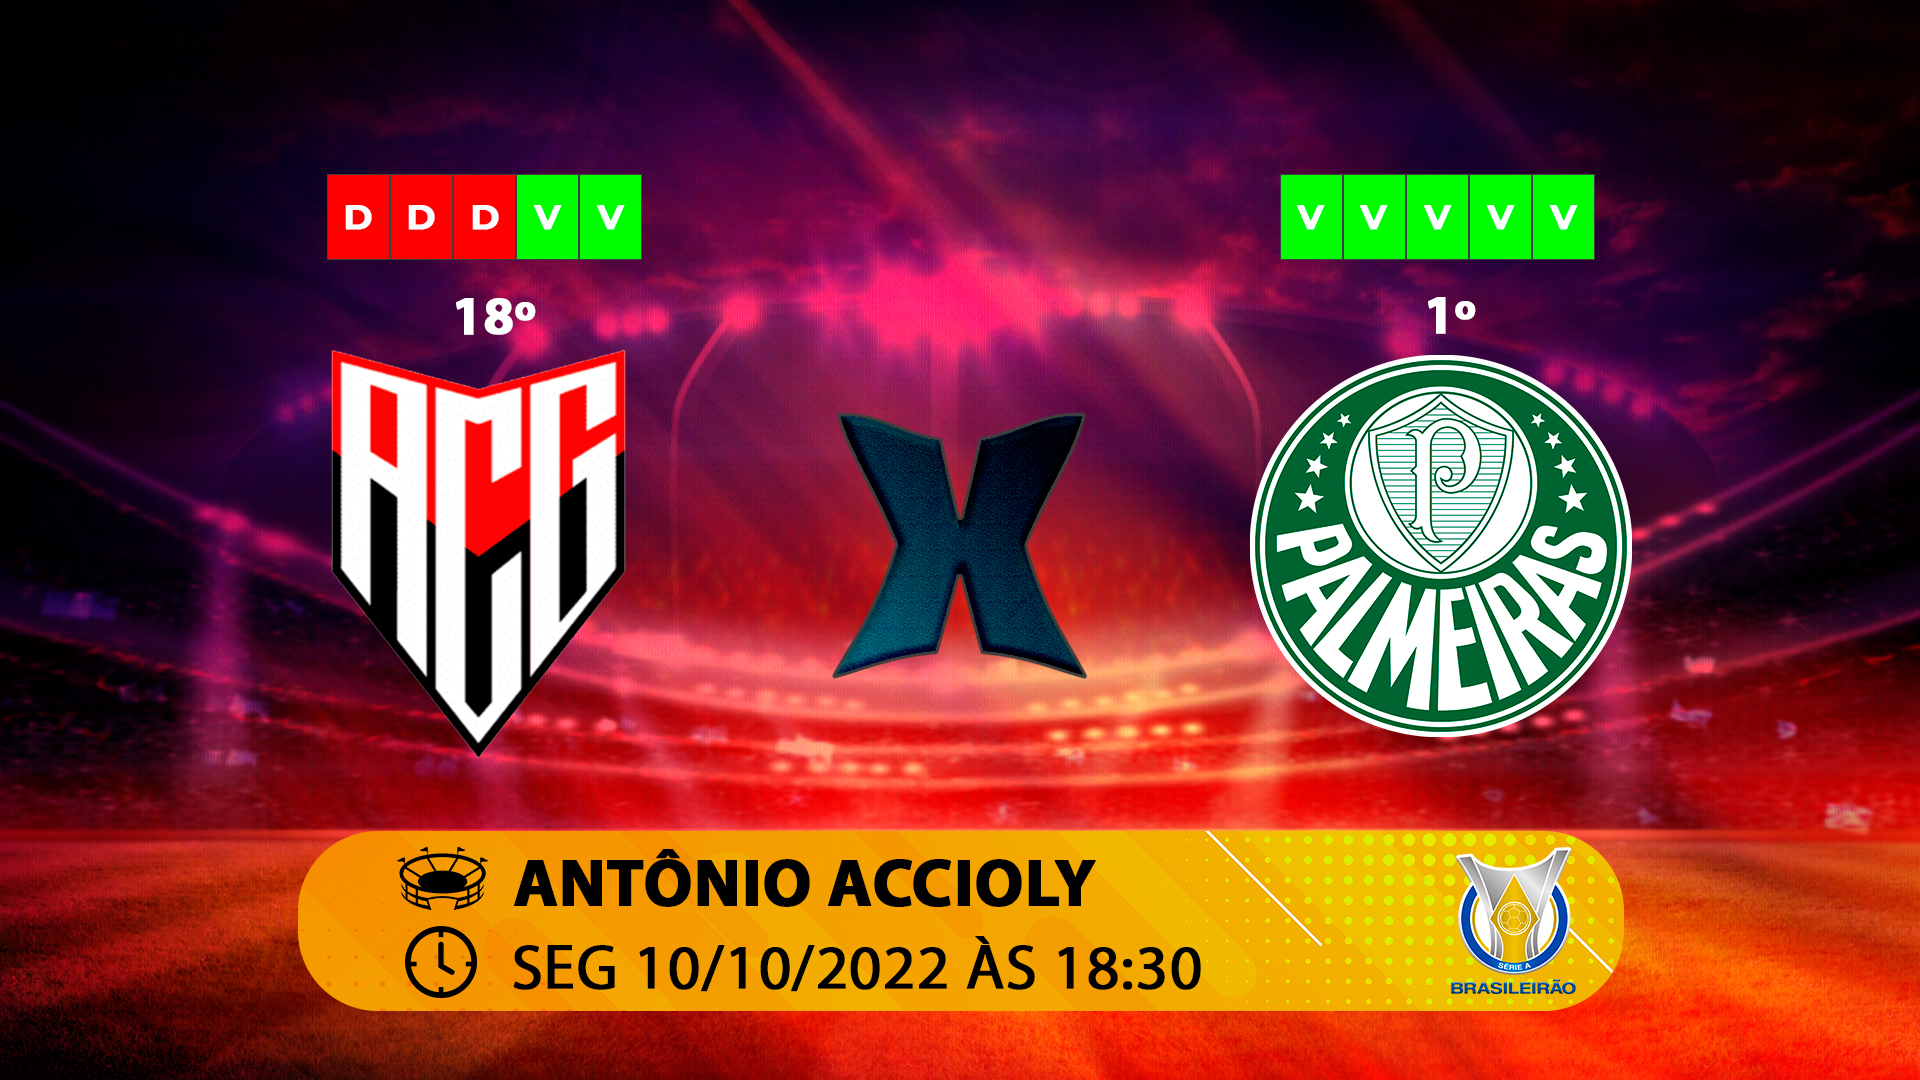 D D D V V
V V V V V
18º
1º
ACG
P
PALMEIRAS
ANTÔNIO ACCIOLY
SEG 10/10/2022 ÀS 18:30
SÉRIE A
BRASILEIRÃO
X